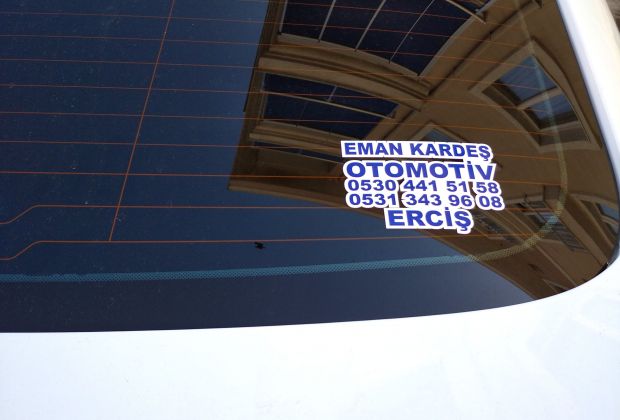 EMAN KARDEŞ
OTOMOTİV
0530 441 51 58
0531 343 96 08
ERCİŞ